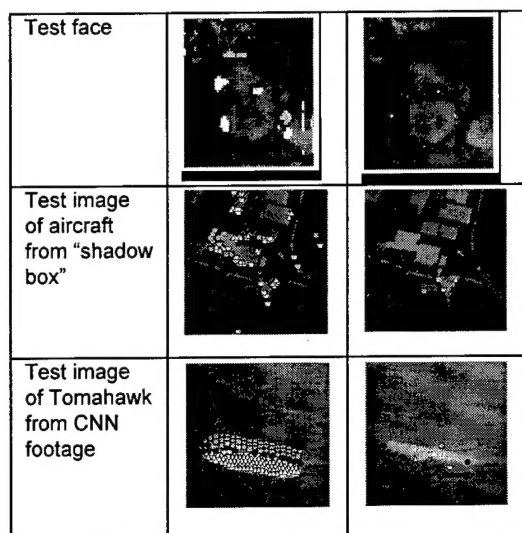 Test face
Test image
of aircraft
from “shadow
box”
Test image
of Tomahawk
from CNN
footage